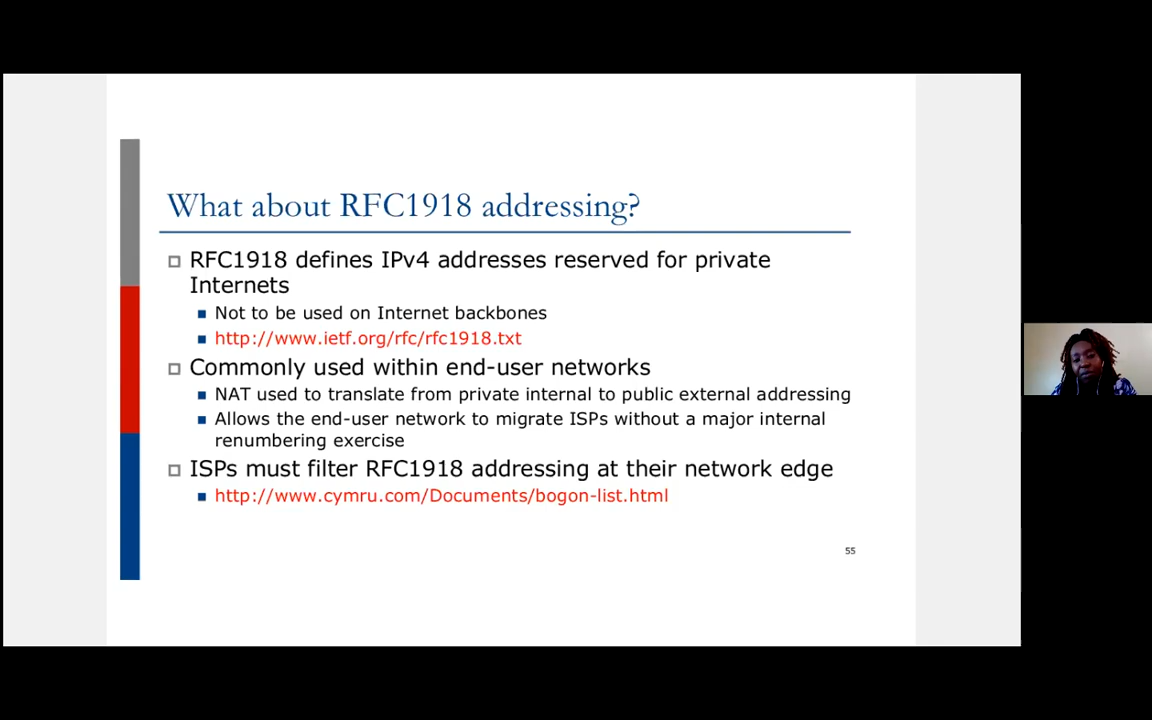 What about RFC1918 addressing?
RFC1918 defines IPv4 addresses reserved for private
Internets
Not to be used on Internet backbones
http://www.ietf.org/rfc/rfc1918.txt
Commonly used within end-user networks
NAT used to translate from private internal to public external addressing
Allows the end-user network to migrate ISPs without a major internal
renumbering exercise
ISPs must filter RFC1918 addressing at their network edge
http://www.cymru.com/Documents/bogon-list.html
55